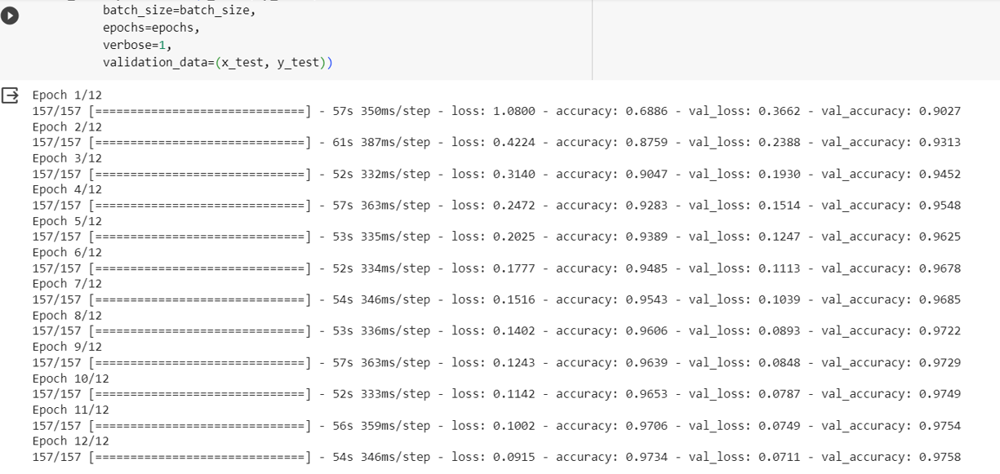 batch_size=batch_size,
epochs=epochs,
verbose=1,
validation_data=(x_test, y_test))
Epoch 1/12
157/157 [==============================] - 57s 350ms/step - loss: 1.0800 - accuracy: 0.6886 - val_loss: 0.3662 - val_accuracy: 0.9027
Epoch 2/12
157/157 [==============================] - 61s 387ms/step - loss: 0.4224 - accuracy: 0.8759 - val_loss: 0.2388 - val_accuracy: 0.9313
Epoch 3/12
157/157 [==============================] - 52s 332ms/step - loss: 0.3140 - accuracy: 0.9047 - val_loss: 0.1930 - val_accuracy: 0.9452
Epoch 4/12
157/157 [==============================] - 57s 363ms/step - loss: 0.2472 - accuracy: 0.9283 - val_loss: 0.1514 - val_accuracy: 0.9548
Epoch 5/12
157/157 [==============================] - 53s 335ms/step - loss: 0.2025 - accuracy: 0.9389 - val_loss: 0.1247 - val_accuracy: 0.9625
Epoch 6/12
157/157 [==============================] - 52s 334ms/step - loss: 0.1777 - accuracy: 0.9485 - val_loss: 0.1113 - val_accuracy: 0.9678
Epoch 7/12
157/157 [==============================] - 54s 346ms/step - loss: 0.1516 - accuracy: 0.9543 - val_loss: 0.1039 - val_accuracy: 0.9685
Epoch 8/12
157/157 [==============================] - 53s 336ms/step - loss: 0.1402 - accuracy: 0.9606 - val_loss: 0.0893 - val_accuracy: 0.9722
Epoch 9/12
157/157 [==============================] - 57s 363ms/step - loss: 0.1243 - accuracy: 0.9639 - val_loss: 0.0848 - val_accuracy: 0.9729
Epoch 10/12
157/157 [==============================] - 52s 333ms/step - loss: 0.1142 - accuracy: 0.9653 - val_loss: 0.0787 - val_accuracy: 0.9749
Epoch 11/12
157/157 [==============================] - 56s 359ms/step - loss: 0.1002 - accuracy: 0.9706 - val_loss: 0.0749 - val_accuracy: 0.9754
Epoch 12/12
157/157 [==============================] - 54s 346ms/step - loss: 0.0915 - accuracy: 0.9734 - val_loss: 0.0711 - val_accuracy: 0.9758